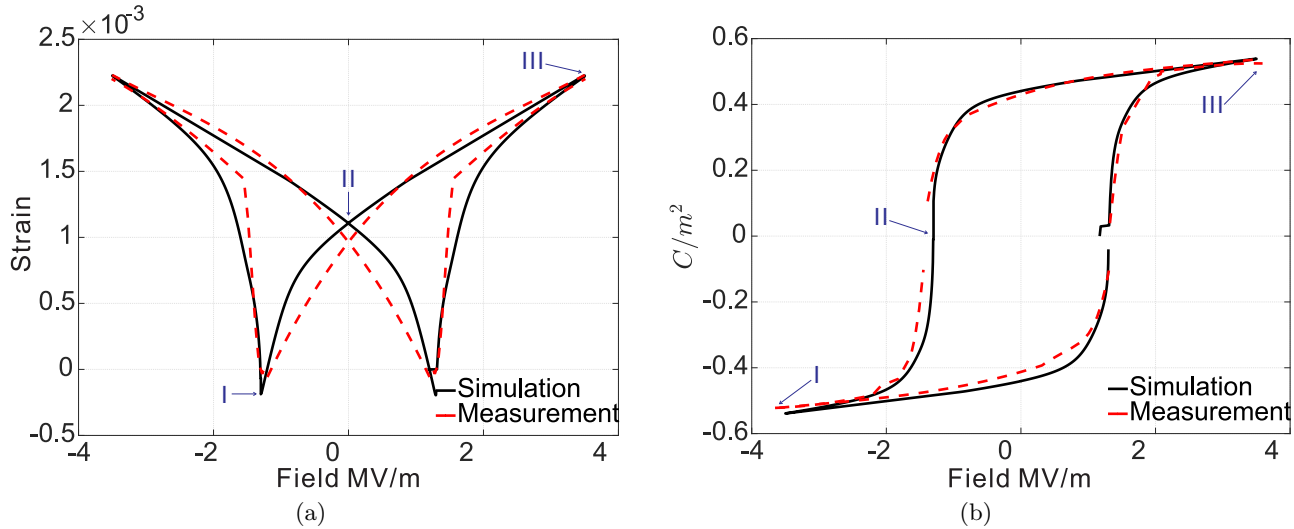 ×10⁻³
2.5
2
1.5
1
0.5
0
-0.5
-4
-2
0
2
4
Strain
Field MV/m
III
II
I
Simulation
Measurement
(a)
0.6
0.4
0.2
0
-0.2
-0.4
-0.6
-4
-2
0
2
4
C/m²
Field MV/m
III
II
I
Simulation
Measurement
(b)